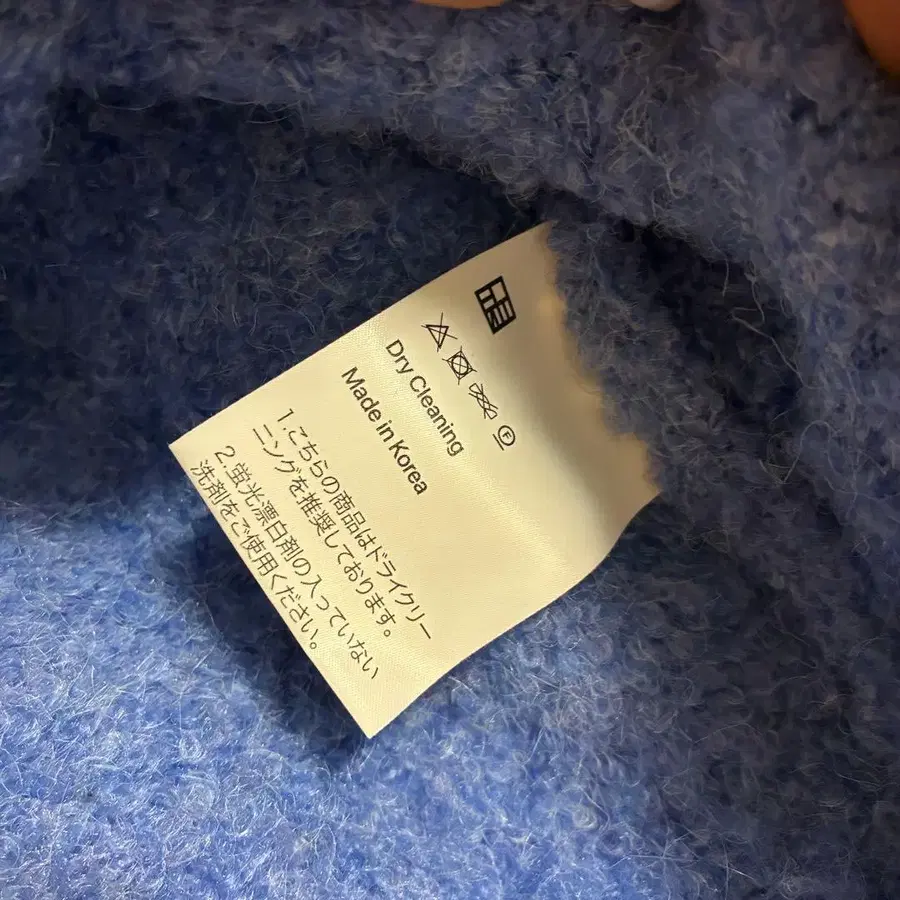 Dry Cleaning
Made in Korea
1.こちらの商品はドライクリー
ニングを推奨しております。
2.蛍光漂白剤の入っていない
洗剤をご使用ください。